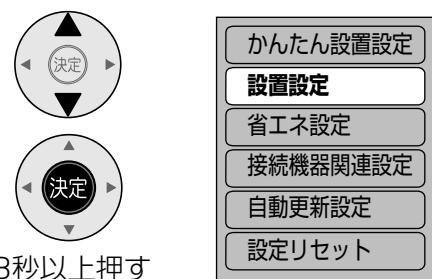 決定
決定
3秒以上押す
かんたん設置設定
設置設定
省エネ設定
接続機器関連設定
自動更新設定
設定リセット